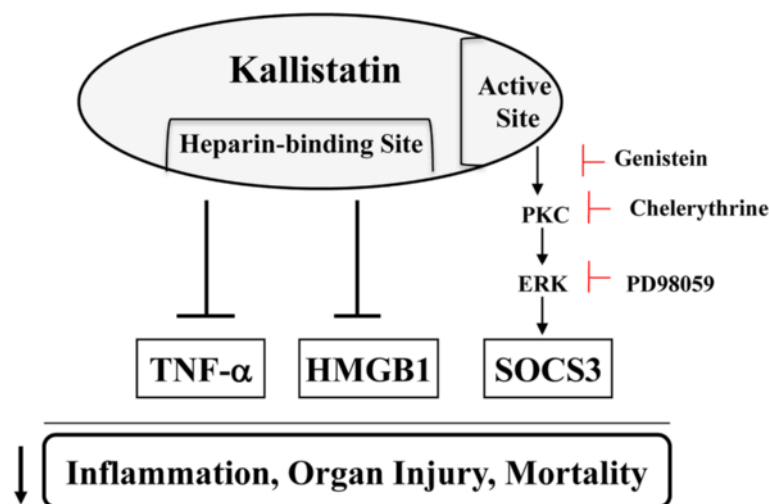 Kallistatin
Active
Site
Heparin-binding Site
Genistein
PKC
Chelerythrine
ERK
PD98059
TNF-α
HMGB1
SOCS3
Inflammation, Organ Injury, Mortality